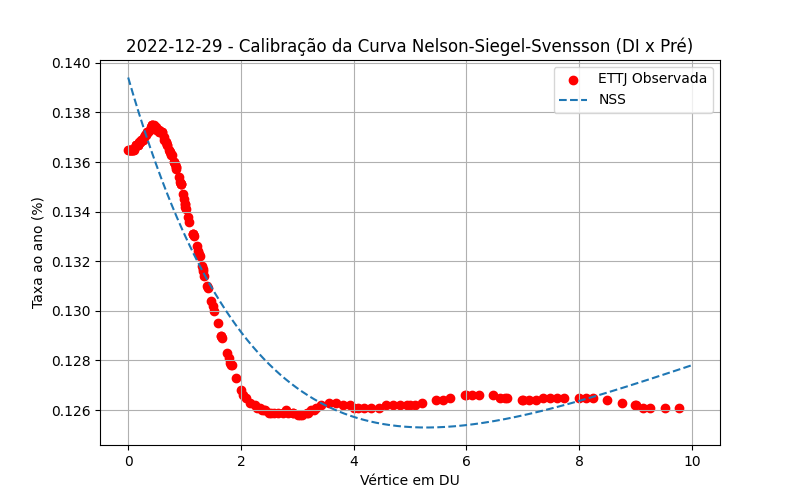 2022-12-29 - Calibração da Curva Nelson-Siegel-Svensson (DI x Pré)
ETTJ Observada
NSS
Taxa ao ano (%)
0.140
0.138
0.136
0.134
0.132
0.130
0.128
0.126
0 2 4 6 8 10
Vértice em DU